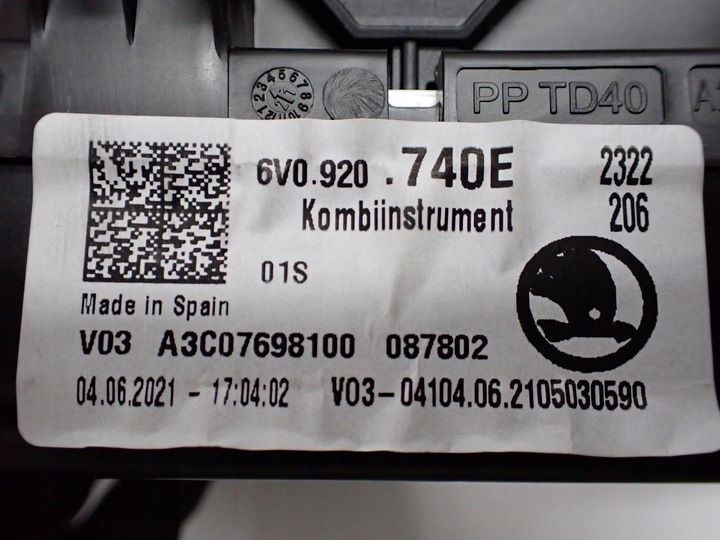 PP TD40
6V0.920 .740E 2322
Kombiinstrument 206
01S
Made in Spain
V03 A3C07698100 087802
04.06.2021 - 17:04:02 V03-04104.06.2105030590